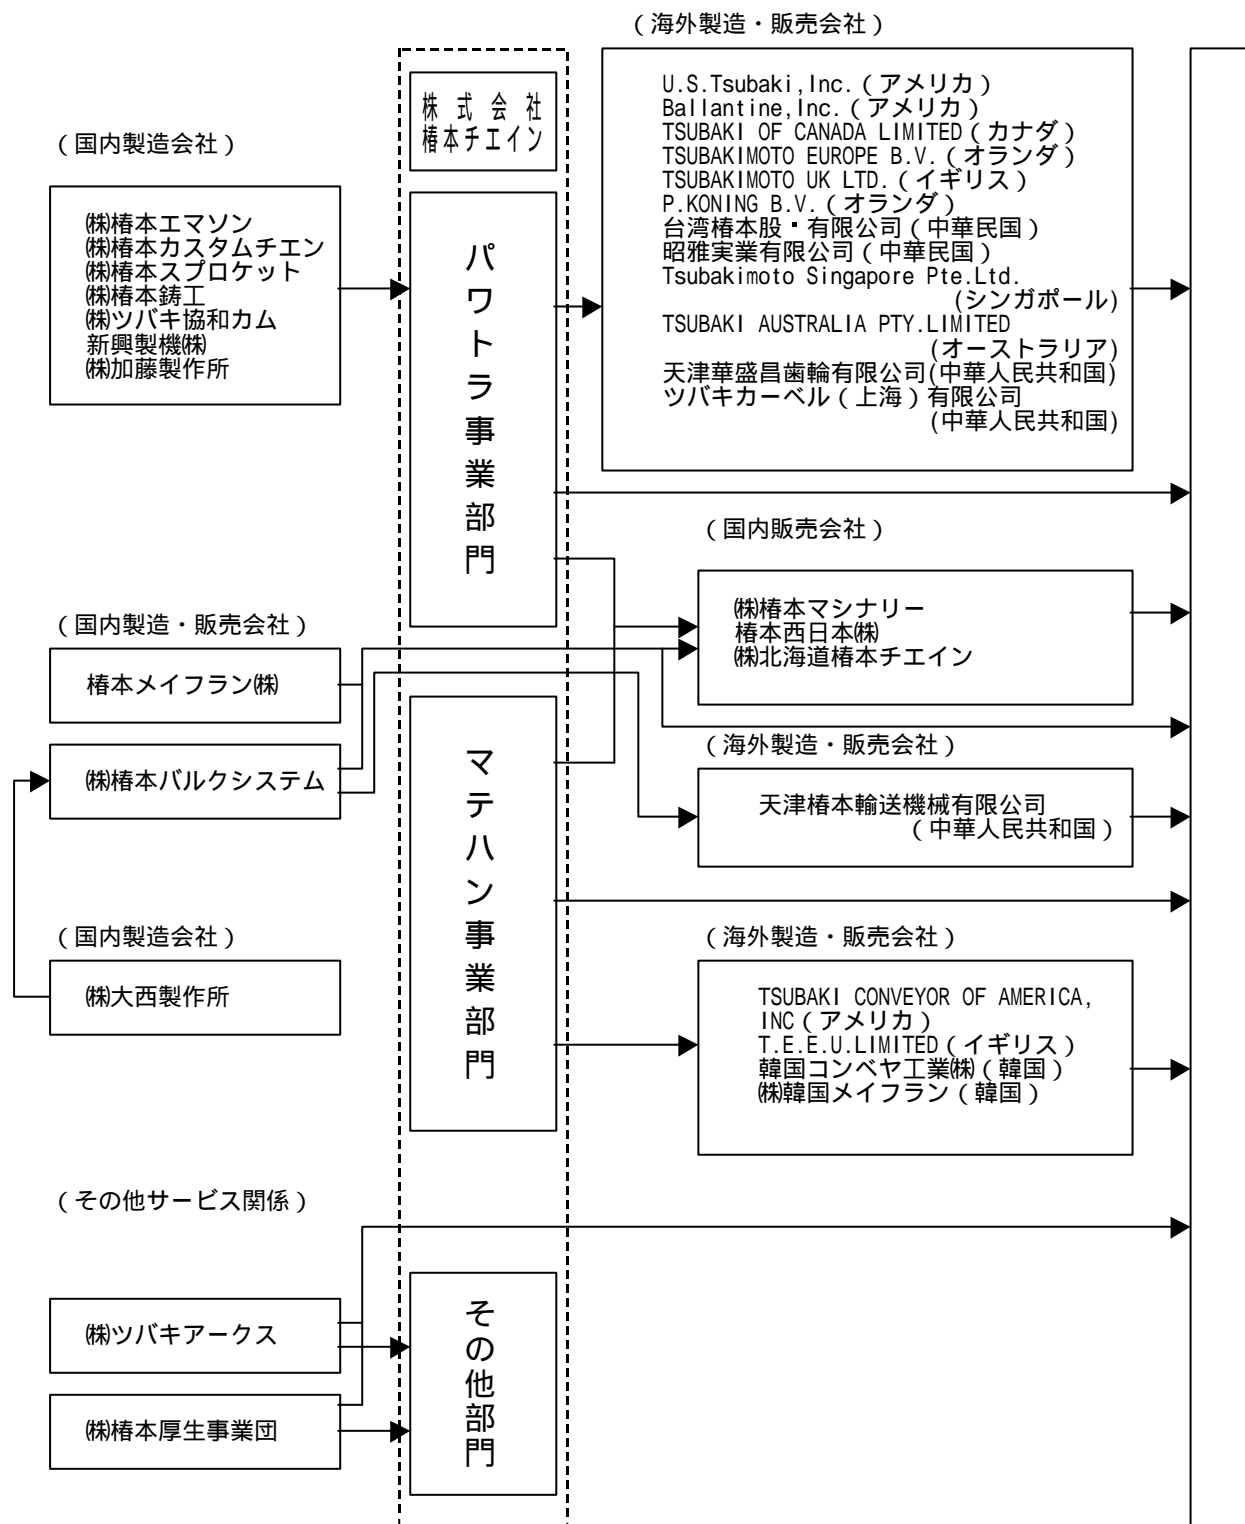 （海外製造・販売会社）
株式会社
椿本チエイン
U.S.Tsubaki,Inc.（アメリカ）
Ballantine,Inc.（アメリカ）
TSUBAKI OF CANADA LIMITED（カナダ）
TSUBAKIMOTO EUROPE B.V.（オランダ）
TSUBAKIMOTO UK LTD.（イギリス）
P.KONING B.V.（オランダ）
台湾椿本股・有限公司（中華民国）
昭雅実業有限公司（中華民国）
Tsubakimoto Singapore Pte.Ltd.
(シンガポール)
TSUBAKI AUSTRALIA PTY.LIMITED
(オーストラリア)
天津華盛昌歯輪有限公司(中華人民共和国)
ツバキカーベル（上海）有限公司
(中華人民共和国)
（国内製造会社）
㈱椿本エマソン
㈱椿本カスタムチエン
㈱椿本スプロケット
㈱椿本鋳工
㈱ツバキ協和カム
新興製機㈱
㈱加藤製作所
パワトラ事業部門
（国内販売会社）
㈱椿本マシナリー
椿本西日本㈱
㈱北海道椿本チエイン
（国内製造・販売会社）
椿本メイフラン㈱
㈱椿本バルクシステム
マテハン事業部門
（海外製造・販売会社）
天津椿本輸送機械有限公司
（中華人民共和国）
（国内製造会社）
㈱大西製作所
（海外製造・販売会社）
TSUBAKI CONVEYOR OF AMERICA,
INC（アメリカ）
T.E.E.U.LIMITED（イギリス）
韓国コンベヤ工業㈱（韓国）
㈱韓国メイフラン（韓国）
（その他サービス関係）
㈱ツバキアークス
㈱椿本厚生事業団
その他部門